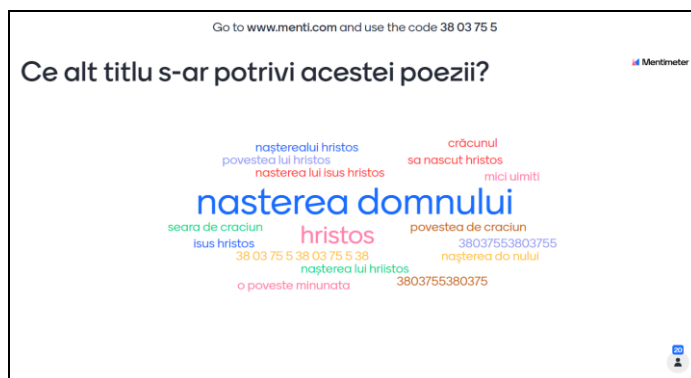 Go to www.menti.com and use the code 38 03 75 5
Ce alt titlu s-ar potrivi acestei poezii?
Mentimeter
nașterealui hristos
crăcunul
povestea lui hristos
sa nascut hristos
nasterea lui isus hristos
mici uimiti
nasterea domnului
seara de craciun
hristos
povestea de craciun
isus hristos
38037553803755
38 03 75 5 38 03 75 5 38
nașterea do nului
nașterea lui hriistos
o poveste minunata
3803755380375
20